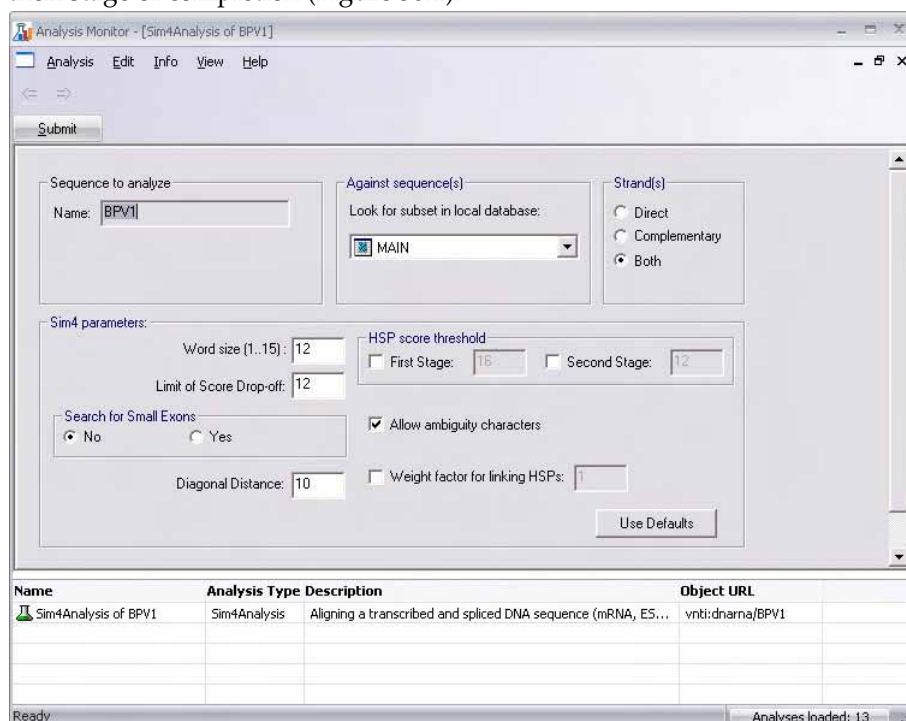 Analysis Monitor - [Sim4Analysis of BPV1]
Analysis Edit Info View Help
Submit
Sequence to analyze
Name: BPV1
Against sequence(s)
Look for subset in local database:
MAIN
Strand(s)
Direct
Complementary
Both
Sim4 parameters:
Word size (1..15) : 12
Limit of Score Drop-off: 12
HSP score threshold
First Stage: 16 Second Stage: 12
Search for Small Exons
No Yes
Allow ambiguity characters
Diagonal Distance: 10
Weight factor for linking HSPs: 1
Use Defaults
Name Analysis Type Description Object URL
Sim4Analysis of BPV1 Sim4Analysis Aligning a transcribed and spliced DNA sequence (mRNA, ES... vnti:dnarna/BPV1
Ready Analyses loaded: 13